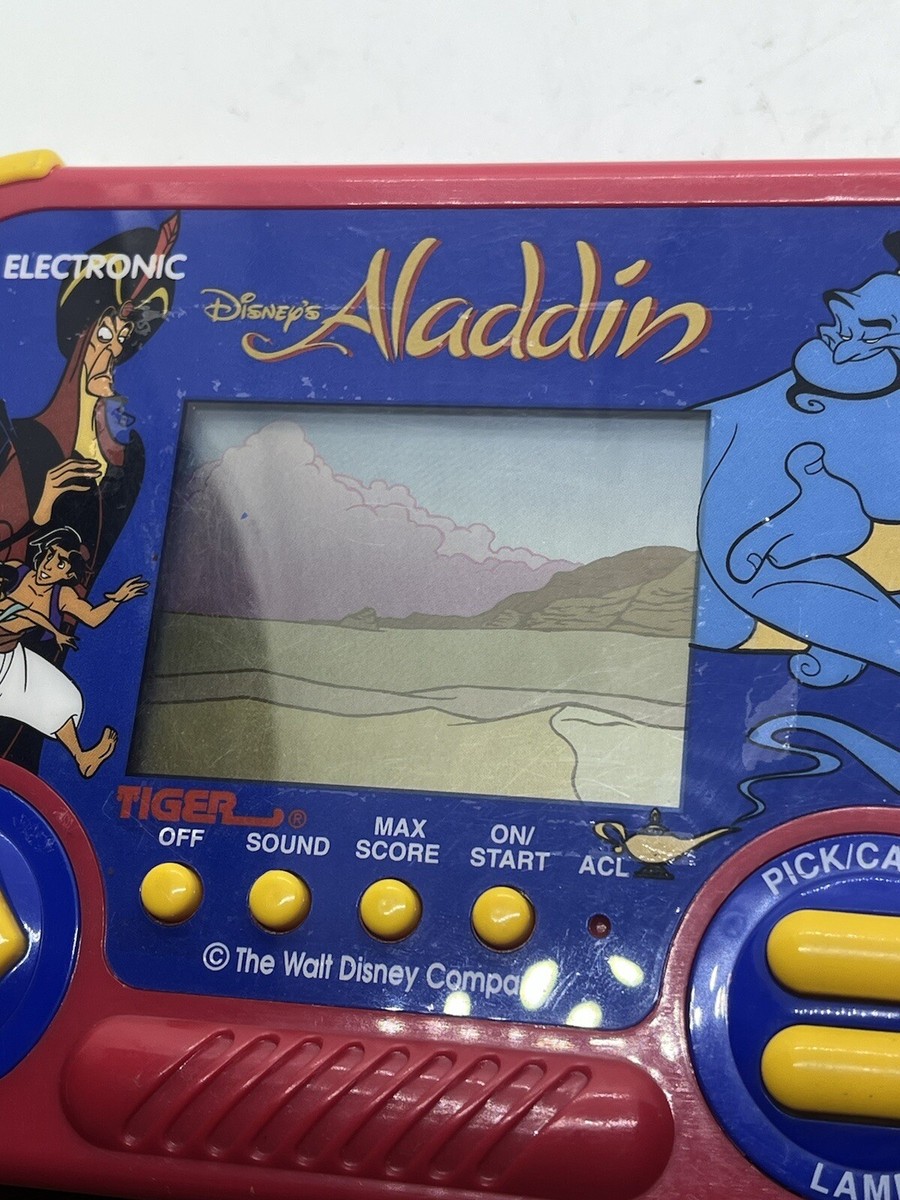 ELECTRONIC
Disney's Aladdin
TIGER®
OFF SOUND MAX SCORE ON/START ACL
© The Walt Disney Compa
PICK/CA
LAM